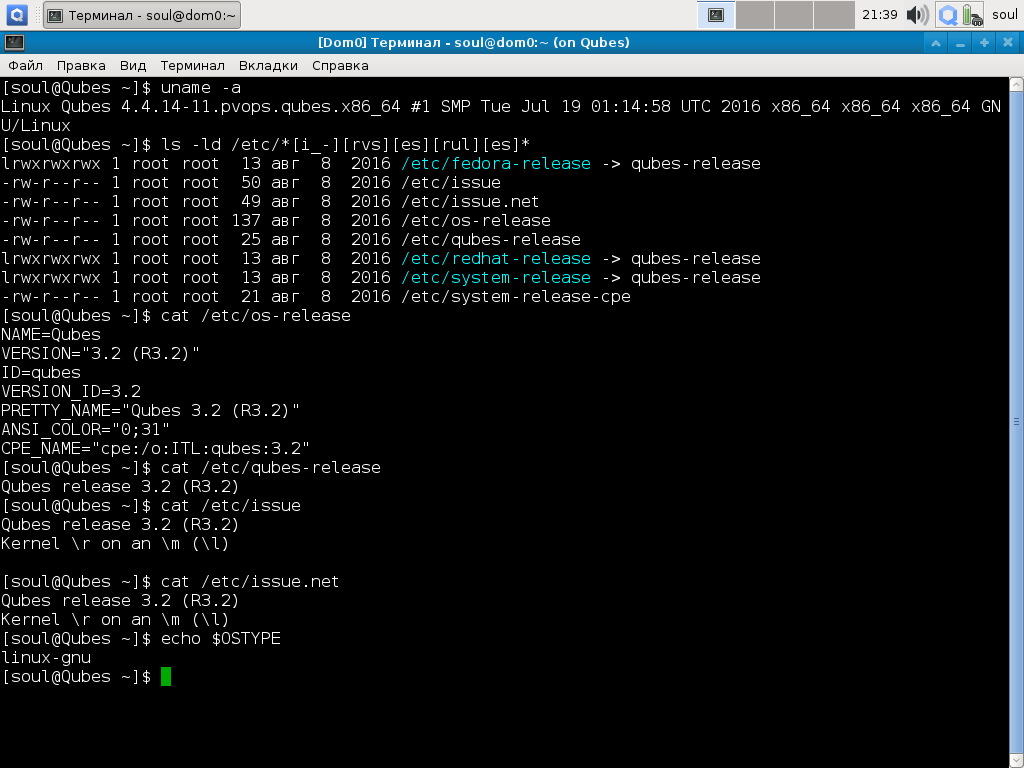 Терминал - soul@dom0:~
21:39
soul
[Dom0] Терминал - soul@dom0:~ (on Qubes)
Файл Правка Вид Терминал Вкладки Справка
[soul@Qubes ~]$ uname -a
Linux Qubes 4.4.14-11.pvops.qubes.x86_64 #1 SMP Tue Jul 19 01:14:58 UTC 2016 x86_64 x86_64 x86_64 GN
U/Linux
[soul@Qubes ~]$ ls -ld /etc/*[i_-][rvs][es][rul][es]*
lrwxrwxrwx 1 root root  13 авг  8  2016 /etc/fedora-release -> qubes-release
-rw-r--r-- 1 root root  50 авг  8  2016 /etc/issue
-rw-r--r-- 1 root root  49 авг  8  2016 /etc/issue.net
-rw-r--r-- 1 root root 137 авг  8  2016 /etc/os-release
-rw-r--r-- 1 root root  25 авг  8  2016 /etc/qubes-release
lrwxrwxrwx 1 root root  13 авг  8  2016 /etc/redhat-release -> qubes-release
lrwxrwxrwx 1 root root  13 авг  8  2016 /etc/system-release -> qubes-release
-rw-r--r-- 1 root root  21 авг  8  2016 /etc/system-release-cpe
[soul@Qubes ~]$ cat /etc/os-release
NAME=Qubes
VERSION="3.2 (R3.2)"
ID=qubes
VERSION_ID=3.2
PRETTY_NAME="Qubes 3.2 (R3.2)"
ANSI_COLOR="0;31"
CPE_NAME="cpe:/o:ITL:qubes:3.2"
[soul@Qubes ~]$ cat /etc/qubes-release
Qubes release 3.2 (R3.2)
[soul@Qubes ~]$ cat /etc/issue
Qubes release 3.2 (R3.2)
Kernel \r on an \m (\l)
[soul@Qubes ~]$ cat /etc/issue.net
Qubes release 3.2 (R3.2)
Kernel \r on an \m (\l)
[soul@Qubes ~]$ echo $OSTYPE
linux-gnu
[soul@Qubes ~]$